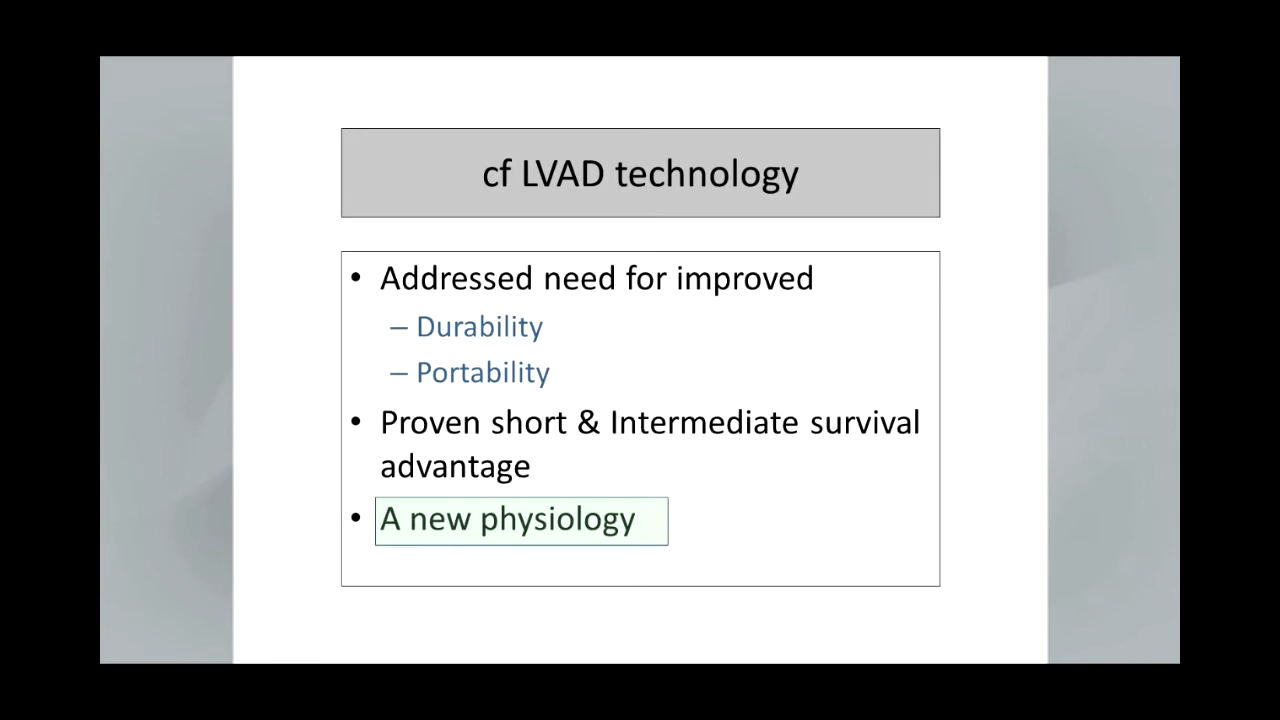 cf LVAD technology
• Addressed need for improved
– Durability
– Portability
• Proven short & Intermediate survival
advantage
• A new physiology